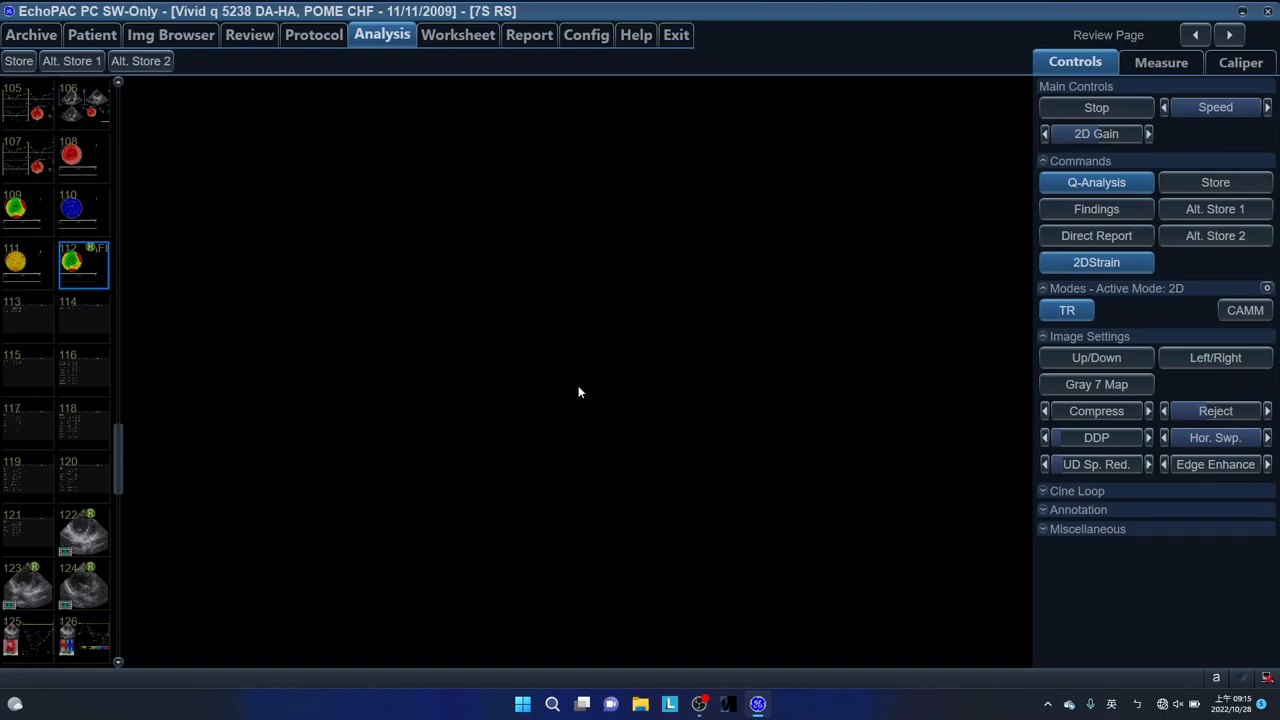 EchoPAC PC SW-Only - [Vivid q 5238 DA-HA, POME CHF - 11/11/2009] - [7S RS]
Archive Patient Img Browser Review Protocol Analysis Worksheet Report Config Help Exit Review Page
Store Alt. Store 1 Alt. Store 2 Controls Measure Caliper
Main Controls
Stop Speed
2D Gain
Commands
Q-Analysis Store
Findings Alt. Store 1
Direct Report Alt. Store 2
2DStrain
Modes - Active Mode: 2D
TR CAMM
Image Settings
Up/Down Left/Right
Gray 7 Map
Compress Reject
DDP Hor. Swp.
UD Sp. Red. Edge Enhance
Cine Loop
Annotation
Miscellaneous
105 106
107 108
109 110
111 112 R
113 114
115 116
117 118
119 120
121 122 R
123 R 124 R
125 126
a
L 英 ㄅ 上午 09:15
2022/10/28 5